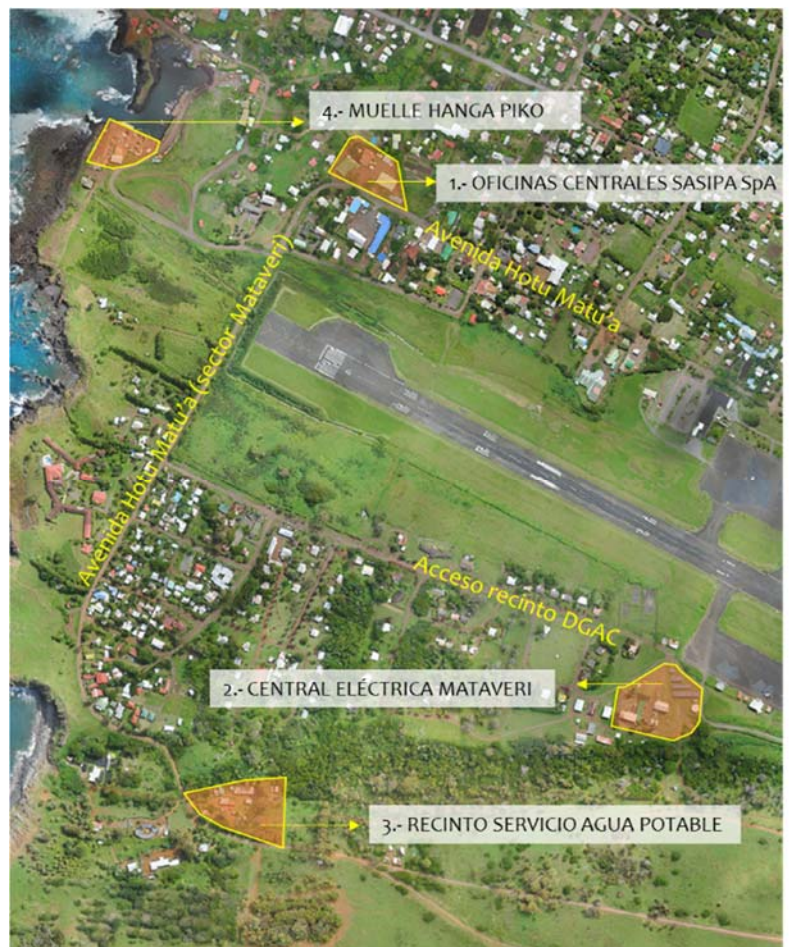 4.- MUELLE HANGA PIKO
1.- OFICINAS CENTRALES SASIPA SpA
Avenida Hotu Matu'a
Avenida Hotu Matu'a (sector Mataveri)
Acceso recinto DGAC
2.- CENTRAL ELÉCTRICA MATAVERI
3.- RECINTO SERVICIO AGUA POTABLE